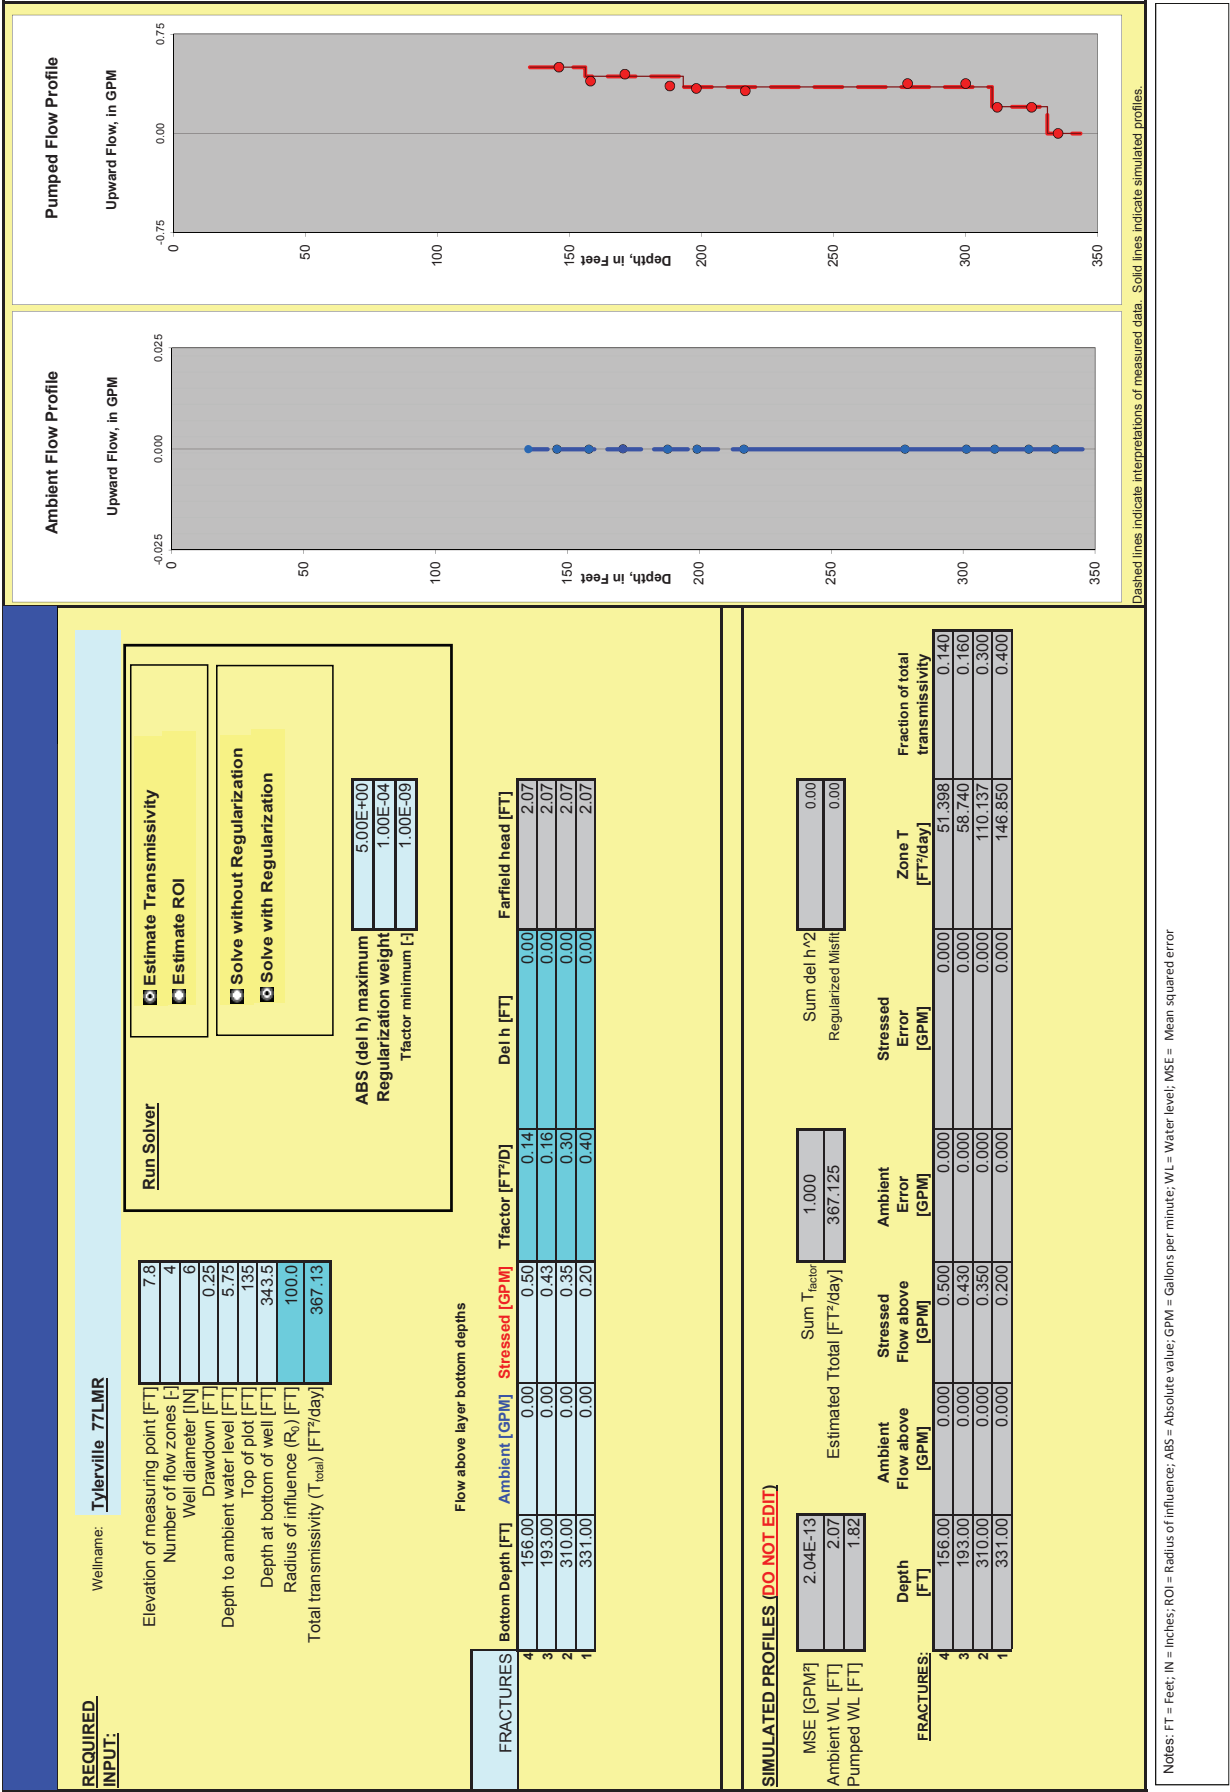 REQUIRED
INPUT:
Wellname: Tylerville 77LMR
Elevation of measuring point [FT] 7.8
Number of flow zones [-] 4
Well diameter [IN] 6
Drawdown [FT] 0.25
Depth to ambient water level [FT] 5.75
Top of plot [FT] 135
Depth at bottom of well [FT] 343.5
Radius of influence (R0) [FT] 100.0
Total transmissivity (Ttotal) [FT²/day] 367.13
Run Solver
Estimate Transmissivity
Estimate ROI
Solve without Regularization
Solve with Regularization
ABS (del h) maximum 5.00E+00
Regularization weight 1.00E-04
Tfactor minimum [-] 1.00E-09
Flow above layer bottom depths
FRACTURES Bottom Depth [FT] Ambient [GPM] Stressed [GPM] Tfactor [FT²/D] Del h [FT] Farfield head [FT]
4 156.00 0.00 0.50 0.14 0.00 2.07
3 193.00 0.00 0.43 0.16 0.00 2.07
2 310.00 0.00 0.35 0.30 0.00 2.07
1 331.00 0.00 0.20 0.40 0.00 2.07
SIMULATED PROFILES (DO NOT EDIT)
MSE [GPM²] 2.04E-13 Sum Tfactor 1.000 Sum del h^2 0.00
Ambient WL [FT] 2.07 Estimated Ttotal [FT²/day] 367.125 Regularized Misfit 0.00
Pumped WL [FT] 1.82
FRACTURES: Depth [FT] Ambient Flow above [GPM] Stressed Flow above [GPM] Ambient Error [GPM] Stressed Error [GPM] Zone T [FT²/day] Fraction of total transmissivity
4 156.00 0.000 0.500 0.000 0.000 51.398 0.140
3 193.00 0.000 0.430 0.000 0.000 58.740 0.160
2 310.00 0.000 0.350 0.000 0.000 110.137 0.300
1 331.00 0.000 0.200 0.000 0.000 146.850 0.400
Ambient Flow Profile
Upward Flow, in GPM
-0.025 0.000 0.025
0
50
100
150
200
250
300
350
Depth, in Feet
Pumped Flow Profile
Upward Flow, in GPM
-0.75 0.00 0.75
0
50
100
150
200
250
300
350
Depth, in Feet
Dashed lines indicate interpretations of measured data. Solid lines indicate simulated profiles.
Notes: FT = Feet; IN = Inches; ROI = Radius of influence; ABS = Absolute value; GPM = Gallons per minute; WL = Water level; MSE = Mean squared error